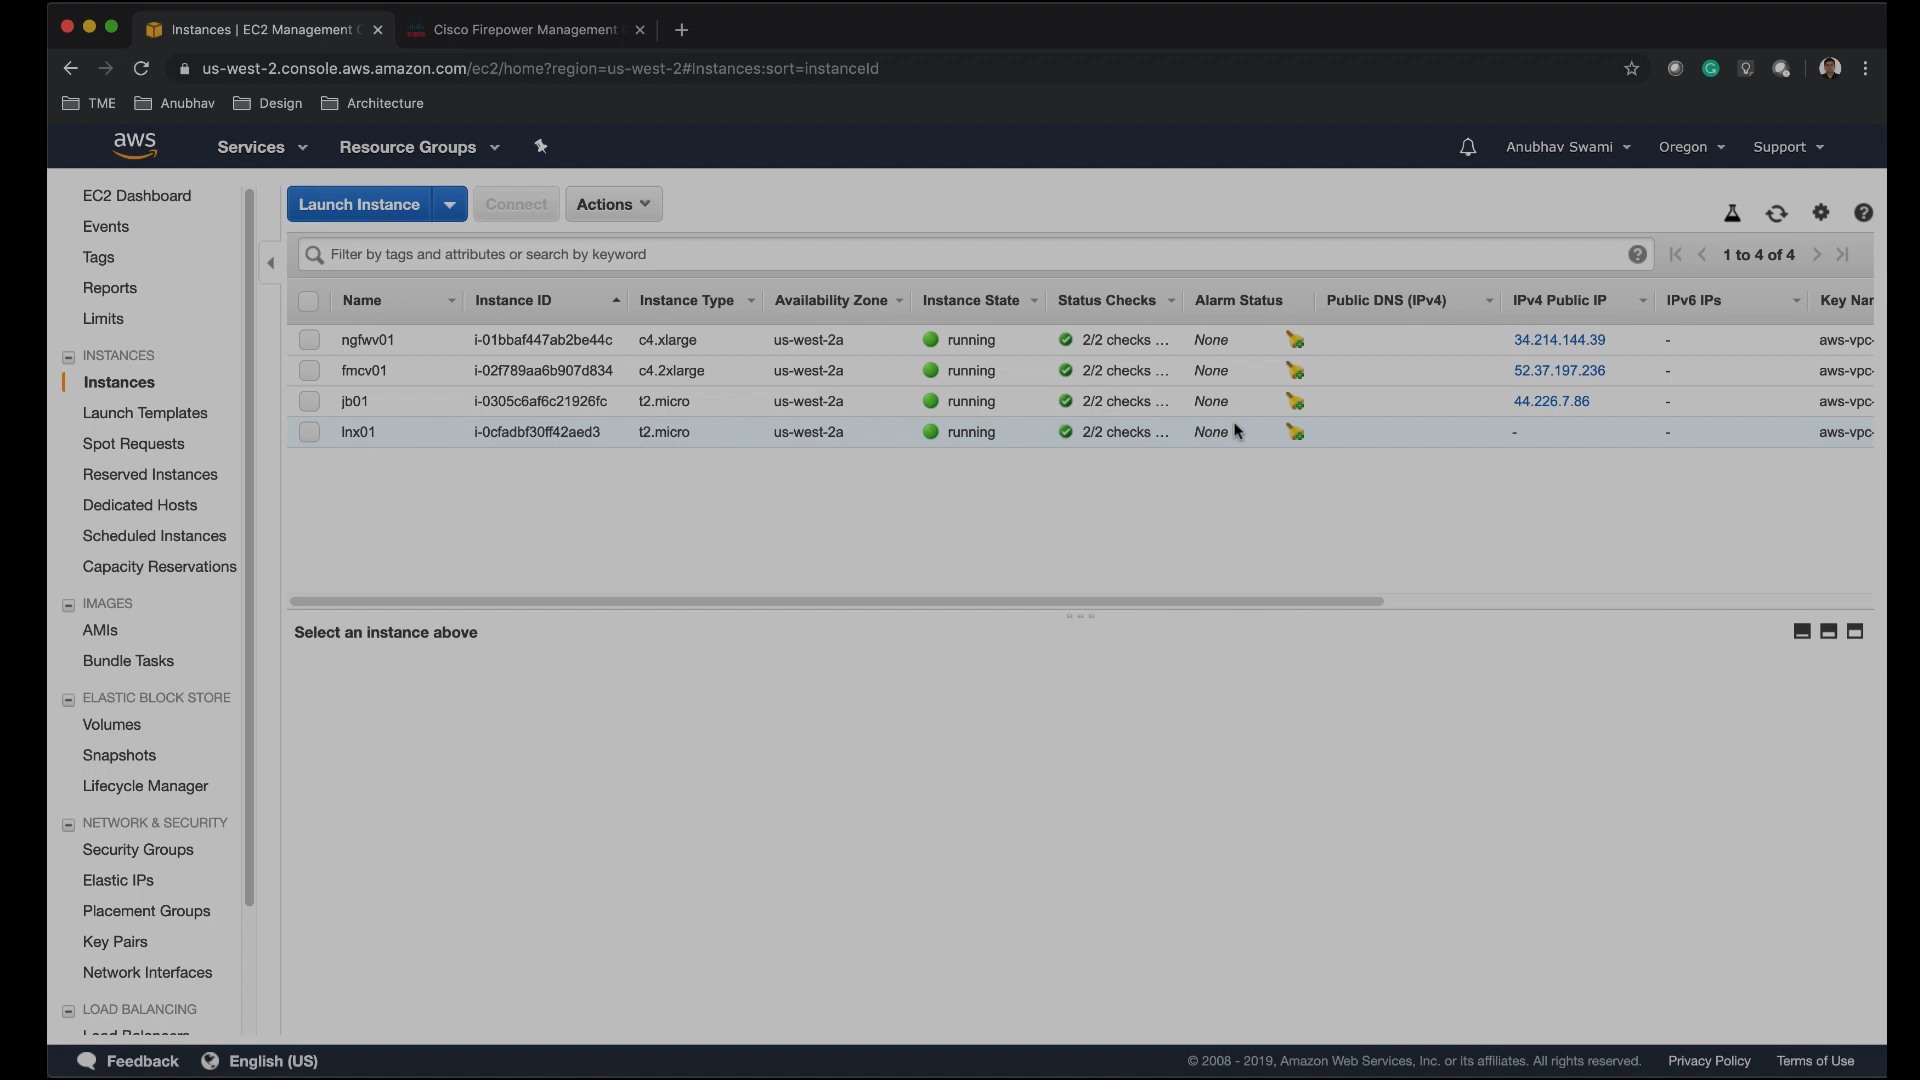 Instances | EC2 Management C
Cisco Firepower Management
us-west-2.console.aws.amazon.com/ec2/home?region=us-west-2#Instances:sort=instanceId
TME Anubhav Design Architecture
aws Services Resource Groups Anubhav Swami Oregon Support
EC2 Dashboard
Events
Tags
Reports
Limits
INSTANCES
Instances
Launch Templates
Spot Requests
Reserved Instances
Dedicated Hosts
Scheduled Instances
Capacity Reservations
IMAGES
AMIs
Bundle Tasks
ELASTIC BLOCK STORE
Volumes
Snapshots
Lifecycle Manager
NETWORK & SECURITY
Security Groups
Elastic IPs
Placement Groups
Key Pairs
Network Interfaces
LOAD BALANCING
Load Balancers
Launch Instance Connect Actions
Filter by tags and attributes or search by keyword 1 to 4 of 4
Name Instance ID Instance Type Availability Zone Instance State Status Checks Alarm Status Public DNS (IPv4) IPv4 Public IP IPv6 IPs Key Nar
ngfwv01 i-01bbaf447ab2be44c c4.xlarge us-west-2a running 2/2 checks ... None 34.214.144.39 - aws-vpc-
fmcv01 i-02f789aa6b907d834 c4.2xlarge us-west-2a running 2/2 checks ... None 52.37.197.236 - aws-vpc-
jb01 i-0305c6af6c21926fc t2.micro us-west-2a running 2/2 checks ... None 44.226.7.86 - aws-vpc-
lnx01 i-0cfadbf30ff42aed3 t2.micro us-west-2a running 2/2 checks ... None - - aws-vpc-
Select an instance above
Feedback English (US) © 2008 - 2019, Amazon Web Services, Inc. or its affiliates. All rights reserved. Privacy Policy Terms of Use